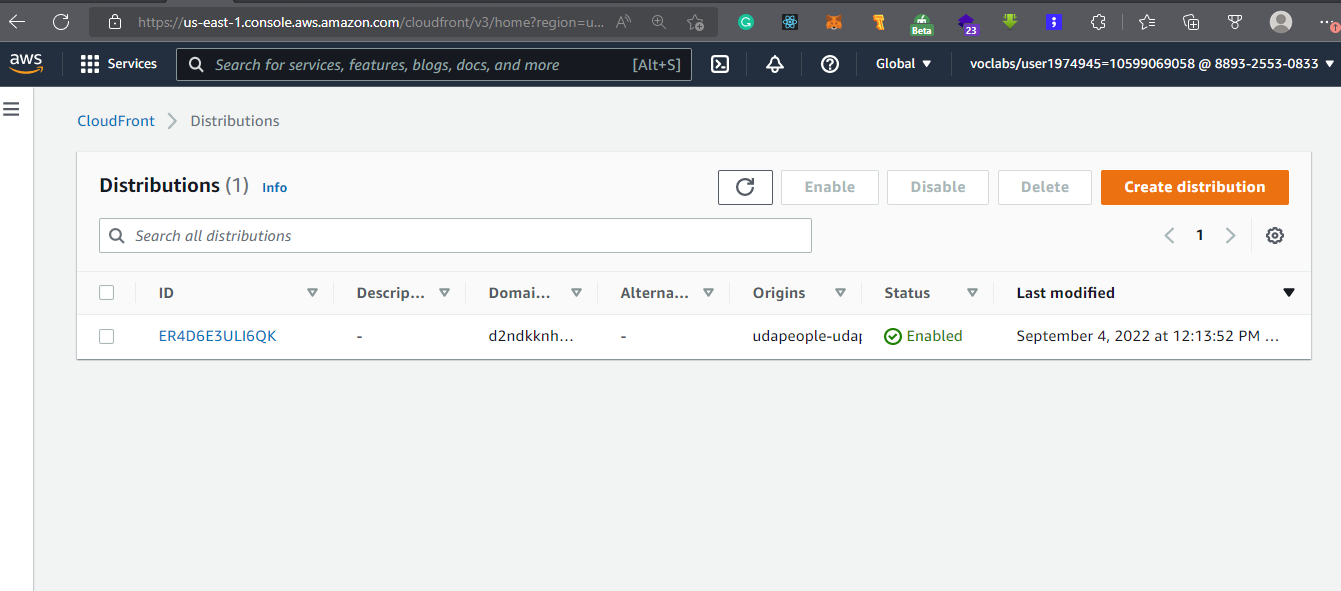 https://us-east-1.console.aws.amazon.com/cloudfront/v3/home?region=u...
Beta
23
aws
Services
Search for services, features, blogs, docs, and more
[Alt+S]
Global
voclabs/user1974945=10599069058 @ 8893-2553-0833
CloudFront
Distributions
Distributions (1) Info
Enable
Disable
Delete
Create distribution
Search all distributions
1
ID Descrip... Domai... Alterna... Origins Status Last modified
ER4D6E3ULI6QK - d2ndkknh... - udapeople-udap Enabled September 4, 2022 at 12:13:52 PM ...